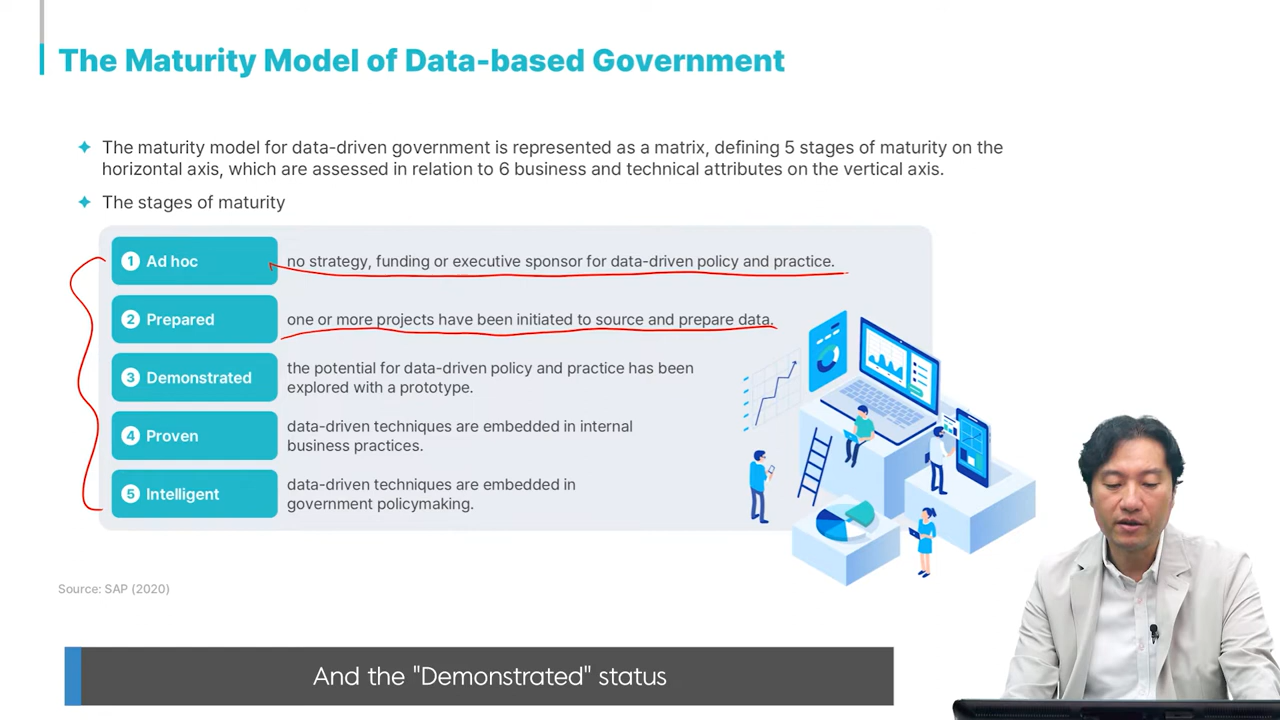 The Maturity Model of Data-based Government
The maturity model for data-driven government is represented as a matrix, defining 5 stages of maturity on the
horizontal axis, which are assessed in relation to 6 business and technical attributes on the vertical axis.
The stages of maturity
1 Ad hoc
no strategy, funding or executive sponsor for data-driven policy and practice.
2 Prepared
one or more projects have been initiated to source and prepare data.
3 Demonstrated
the potential for data-driven policy and practice has been
explored with a prototype.
4 Proven
data-driven techniques are embedded in internal
business practices.
5 Intelligent
data-driven techniques are embedded in
government policymaking.
Source: SAP (2020)
And the "Demonstrated" status